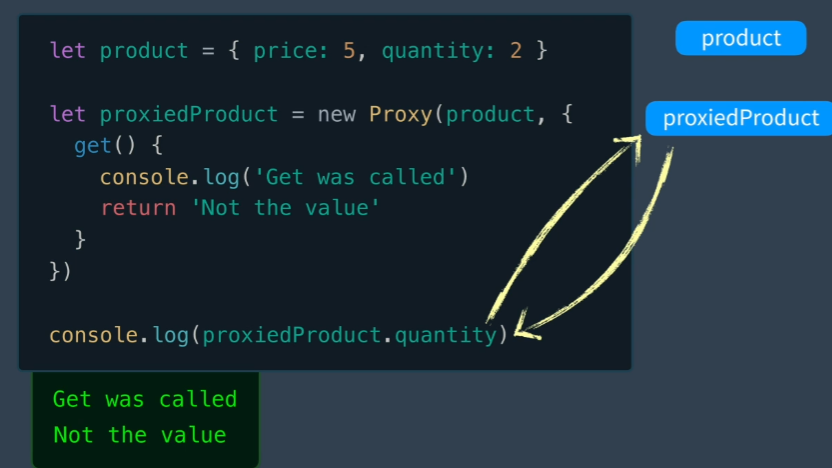 let product = { price: 5, quantity: 2 }
let proxiedProduct = new Proxy(product, {
get() {
console.log('Get was called')
return 'Not the value'
}
})
console.log(proxiedProduct.quantity)
Get was called
Not the value
product
proxiedProduct